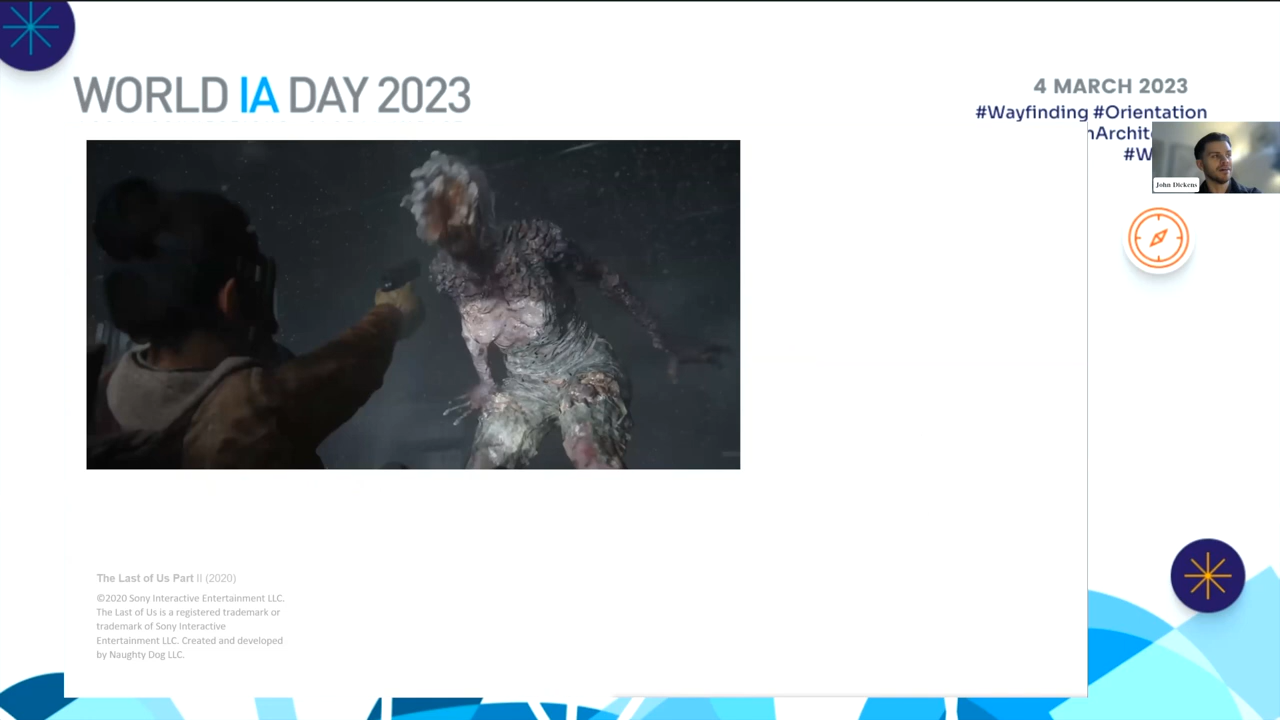 WORLD IA DAY 2023
4 MARCH 2023
#Wayfinding #Orientation
nArchite
#W
John Dickens
The Last of Us Part II (2020)
©2020 Sony Interactive Entertainment LLC.
The Last of Us is a registered trademark or
trademark of Sony Interactive
Entertainment LLC. Created and developed
by Naughty Dog LLC.